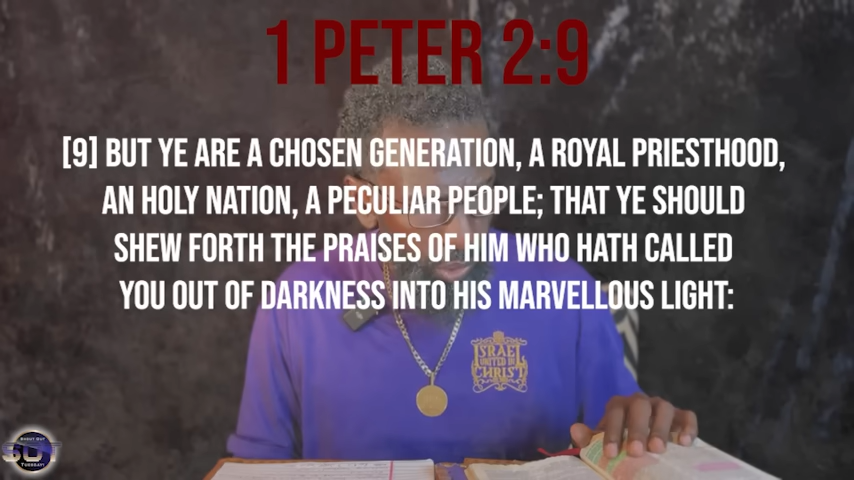 1 PETER 2:9
[9] BUT YE ARE A CHOSEN GENERATION, A ROYAL PRIESTHOOD,
AN HOLY NATION, A PECULIAR PEOPLE; THAT YE SHOULD
SHEW FORTH THE PRAISES OF HIM WHO HATH CALLED
YOU OUT OF DARKNESS INTO HIS MARVELLOUS LIGHT:
ISRAEL
UNITED IN
CHRIST